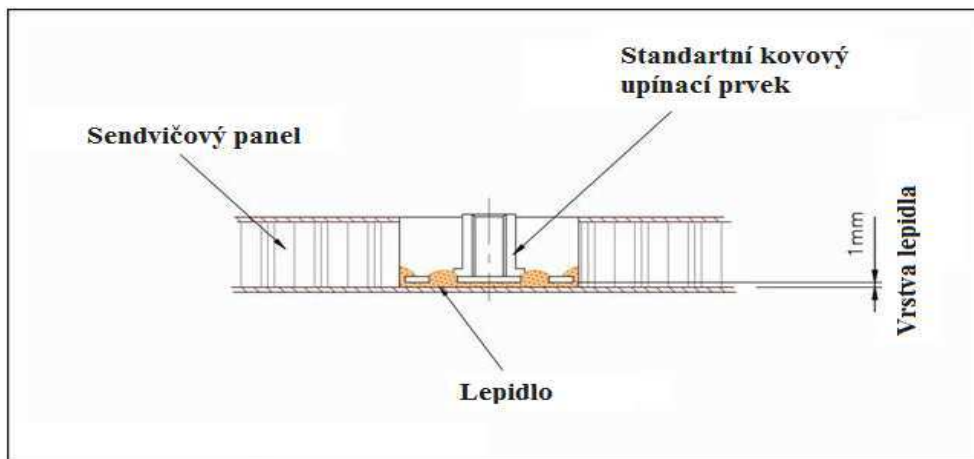 Standartní kovový
upínací prvek
Sendvičový panel
1mm
Vrstva lepidla
Lepidlo